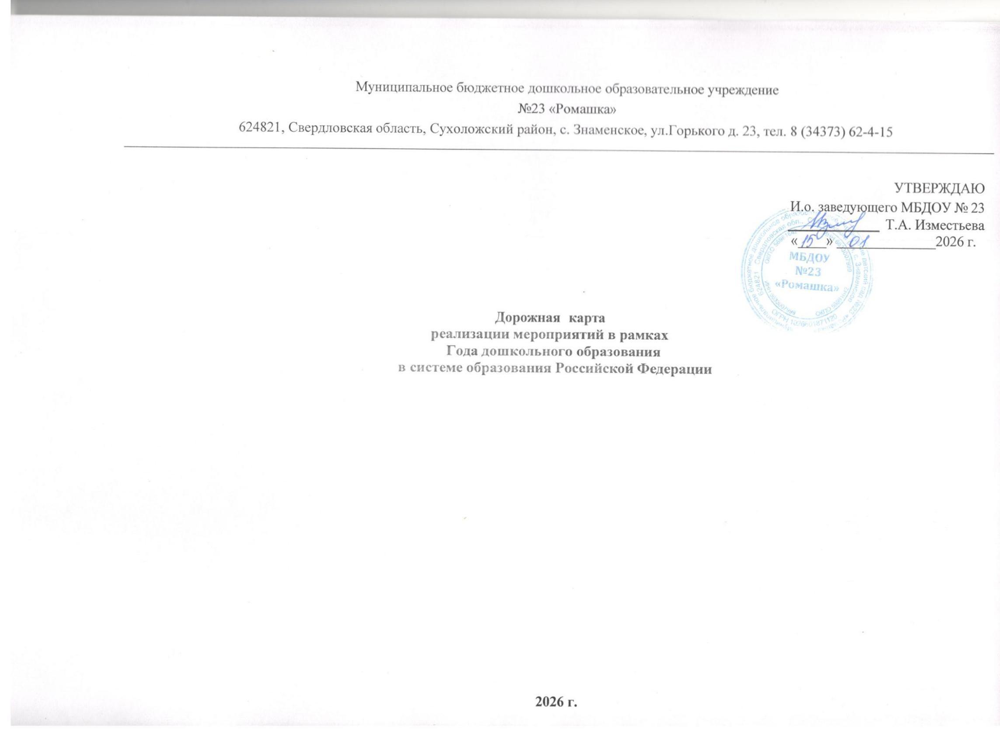 Муниципальное бюджетное дошкольное образовательное учреждение
№23 «Ромашка»
624821, Свердловская область, Сухоложский район, с. Знаменское, ул.Горького д. 23, тел. 8 (34373) 62-4-15
УТВЕРЖДАЮ
И.о. заведующего МБДОУ № 23
Т.А. Изместьева
«15» 01 2026 г.
МБДОУ
№23
«Ромашка»
Дорожная карта
реализации мероприятий в рамках
Года дошкольного образования
в системе образования Российской Федерации
2026 г.